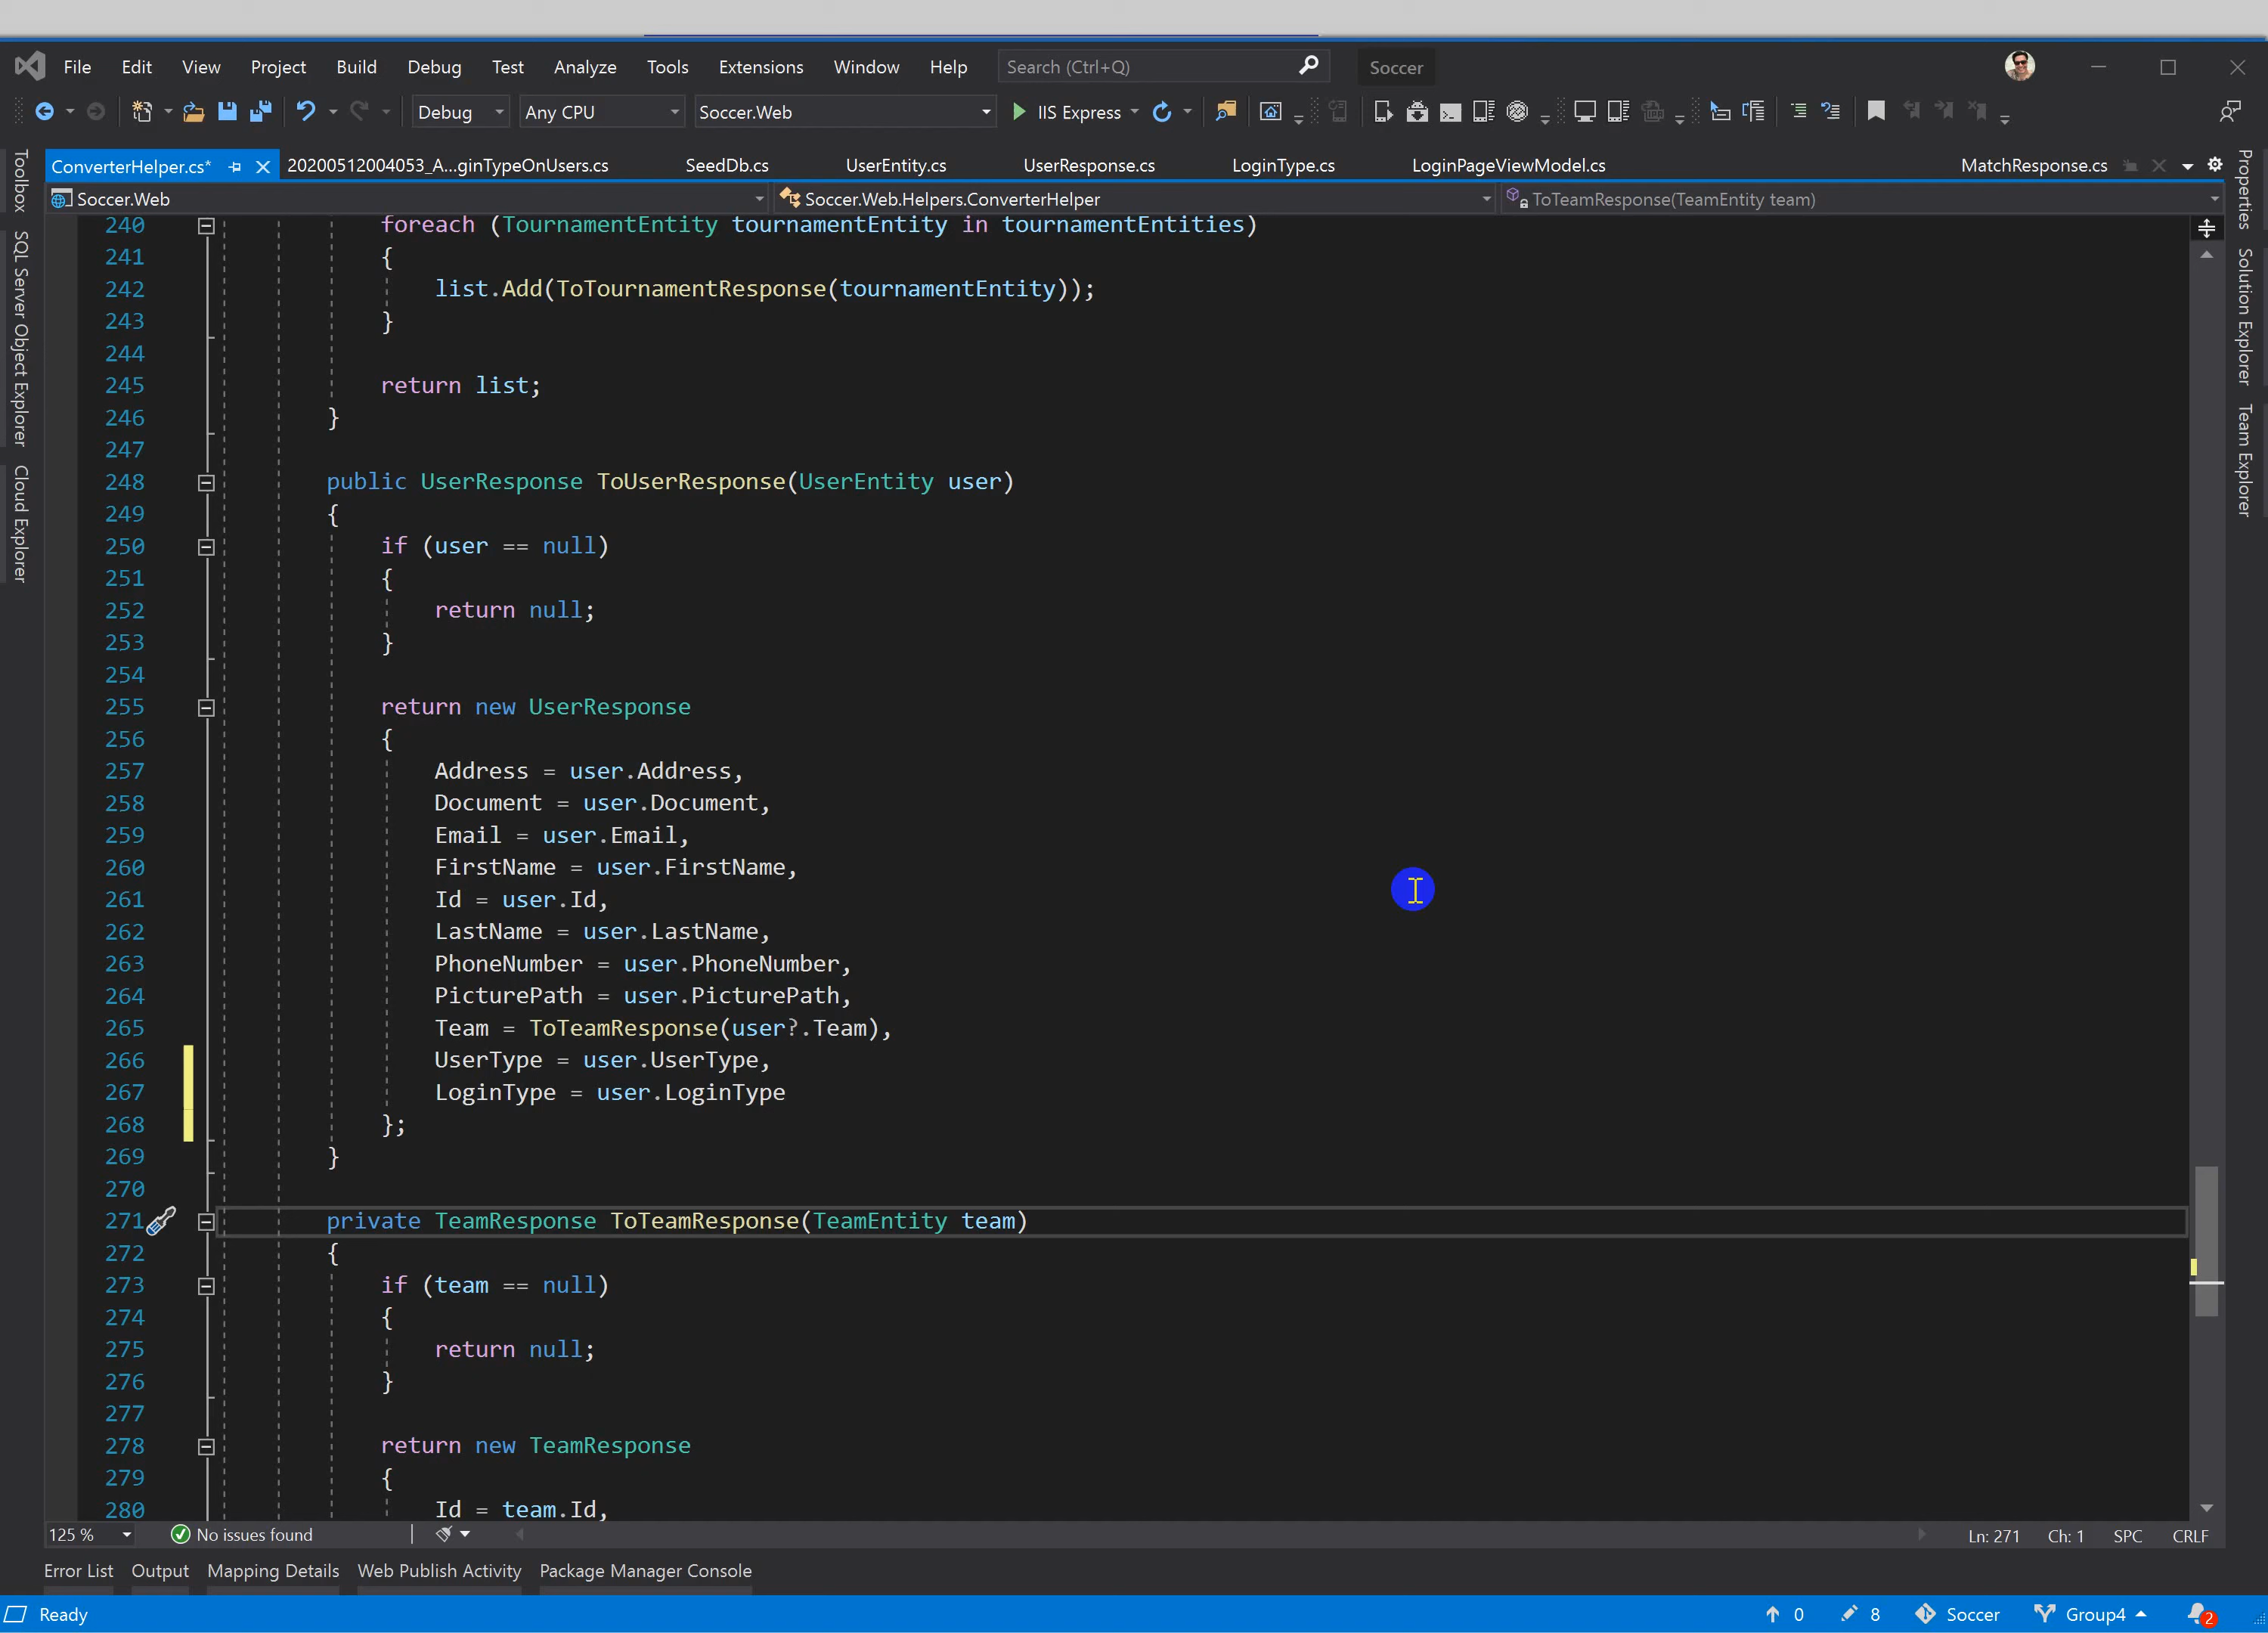 File Edit View Project Build Debug Test Analyze Tools Extensions Window Help Search (Ctrl+Q) Soccer
Debug Any CPU Soccer.Web IIS Express
ConverterHelper.cs* 20200512004053_A...ginTypeOnUsers.cs SeedDb.cs UserEntity.cs UserResponse.cs LoginType.cs LoginPageViewModel.cs MatchResponse.cs
Soccer.Web Soccer.Web.Helpers.ConverterHelper ToTeamResponse(TeamEntity team)
Toolbox
SQL Server Object Explorer
Cloud Explorer
240 foreach (TournamentEntity tournamentEntity in tournamentEntities)
241 {
242 list.Add(ToTournamentResponse(tournamentEntity));
243 }
244
245 return list;
246 }
247
248 public UserResponse ToUserResponse(UserEntity user)
249 {
250 if (user == null)
251 {
252 return null;
253 }
254
255 return new UserResponse
256 {
257 Address = user.Address,
258 Document = user.Document,
259 Email = user.Email,
260 FirstName = user.FirstName,
261 Id = user.Id,
262 LastName = user.LastName,
263 PhoneNumber = user.PhoneNumber,
264 PicturePath = user.PicturePath,
265 Team = ToTeamResponse(user?.Team),
266 UserType = user.UserType,
267 LoginType = user.LoginType
268 };
269 }
270
271 private TeamResponse ToTeamResponse(TeamEntity team)
272 {
273 if (team == null)
274 {
275 return null;
276 }
277
278 return new TeamResponse
279 {
280 Id = team.Id,
Properties
Solution Explorer
Team Explorer
125 % No issues found Ln: 271 Ch: 1 SPC CRLF
Error List Output Mapping Details Web Publish Activity Package Manager Console
Ready 0 8 Soccer Group4 2